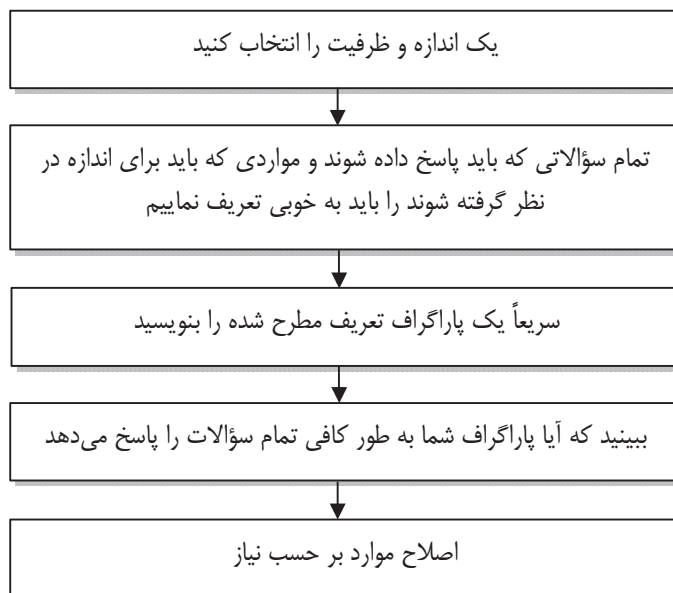 یک اندازه و ظرفیت را انتخاب کنید
تمام سؤالاتی که باید پاسخ داده شوند و مواردی که باید برای اندازه در
نظر گرفته شوند را باید به خوبی تعریف نماییم
سریعاً یک پاراگراف تعریف مطرح شده را بنویسید
ببینید که آیا پاراگراف شما به طور کافی تمام سؤالات را پاسخ می‌دهد
اصلاح موارد بر حسب نیاز